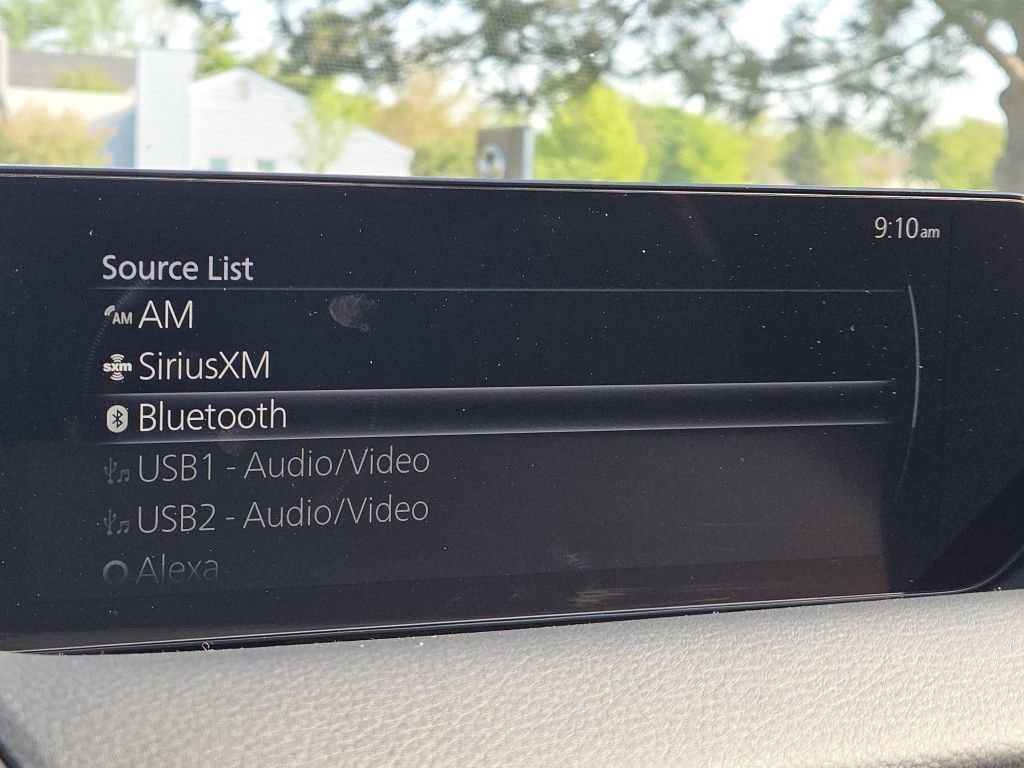 9:10am
Source List
AM AM
sxm SiriusXM
Bluetooth
USB1 - Audio/Video
USB2 - Audio/Video
Alexa